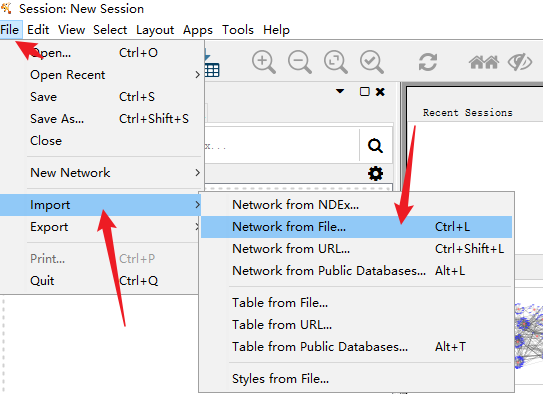 Session: New Session
File Edit View Select Layout Apps Tools Help
Open... Ctrl+O
Open Recent
Save Ctrl+S
Save As... Ctrl+Shift+S
Close
New Network
Import
Export
Print... Ctrl+P
Quit Ctrl+Q
Recent Sessions
Network from NDEx...
Network from File... Ctrl+L
Network from URL... Ctrl+Shift+L
Network from Public Databases... Alt+L
Table from File...
Table from URL...
Table from Public Databases... Alt+T
Styles from File...